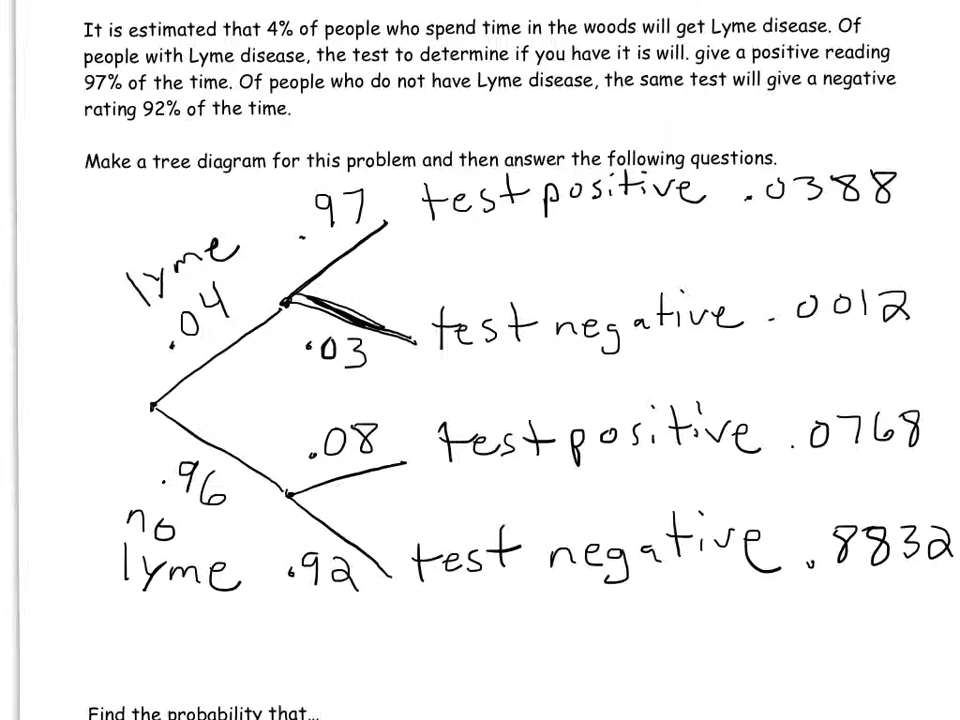 It is estimated that 4% of people who spend time in the woods will get Lyme disease. Of
people with Lyme disease, the test to determine if you have it is will. give a positive reading
97% of the time. Of people who do not have Lyme disease, the same test will give a negative
rating 92% of the time.
Make a tree diagram for this problem and then answer the following questions.
.97 test positive .0388
lyme
.04
test negative .0012
.03
.08 test positive .0768
.96
no
lyme .92 test negative .8832
Find the probability that...